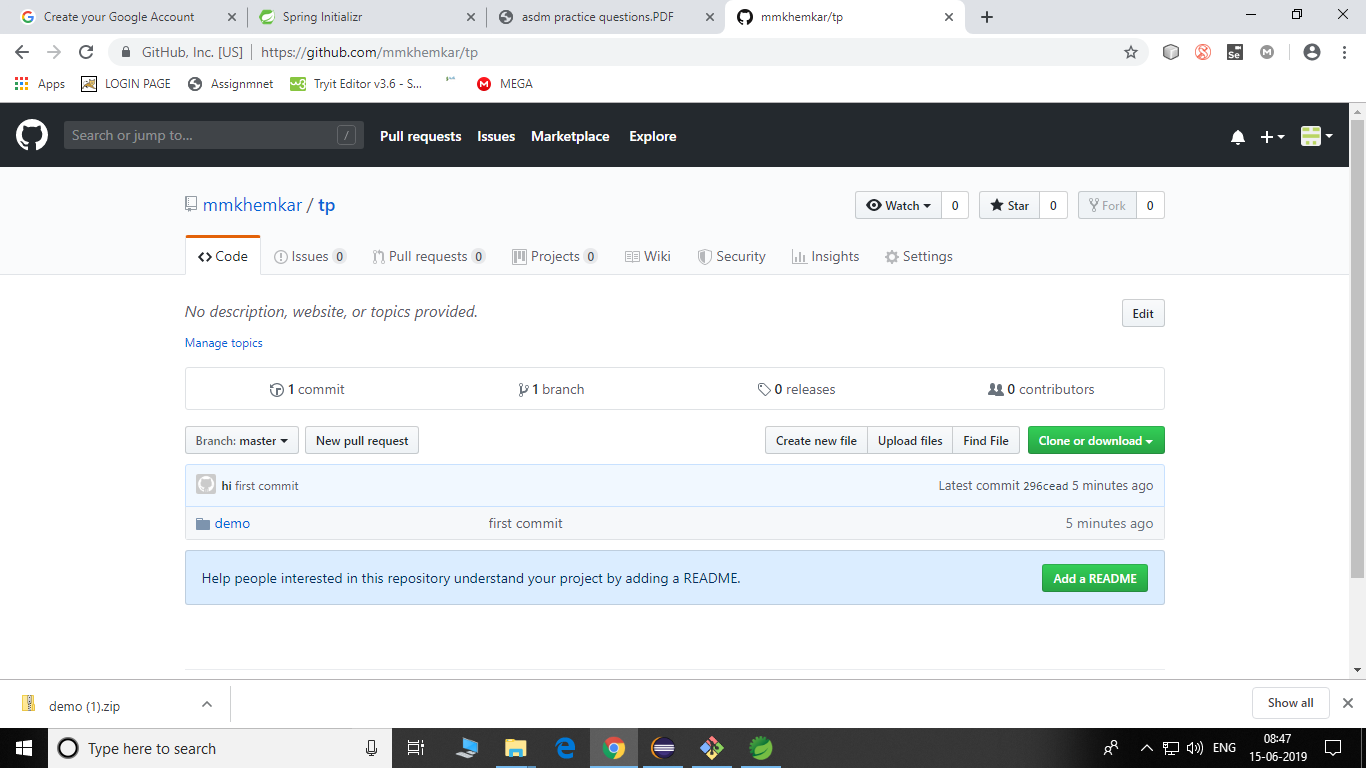 Create your Google Account
Spring Initializr
asdm practice questions.PDF
mmkhemkar/tp
GitHub, Inc. [US] https://github.com/mmkhemkar/tp
Apps LOGIN PAGE Assignmnet Tryit Editor v3.6 - S... MEGA
Search or jump to... / Pull requests Issues Marketplace Explore
mmkhemkar / tp
Watch 0 Star 0 Fork 0
Code Issues 0 Pull requests 0 Projects 0 Wiki Security Insights Settings
No description, website, or topics provided. Edit
Manage topics
1 commit 1 branch 0 releases 0 contributors
Branch: master New pull request Create new file Upload files Find File Clone or download
hi first commit Latest commit 296cead 5 minutes ago
demo first commit 5 minutes ago
Help people interested in this repository understand your project by adding a README. Add a README
demo (1).zip Show all
Type here to search ENG 08:47
15-06-2019